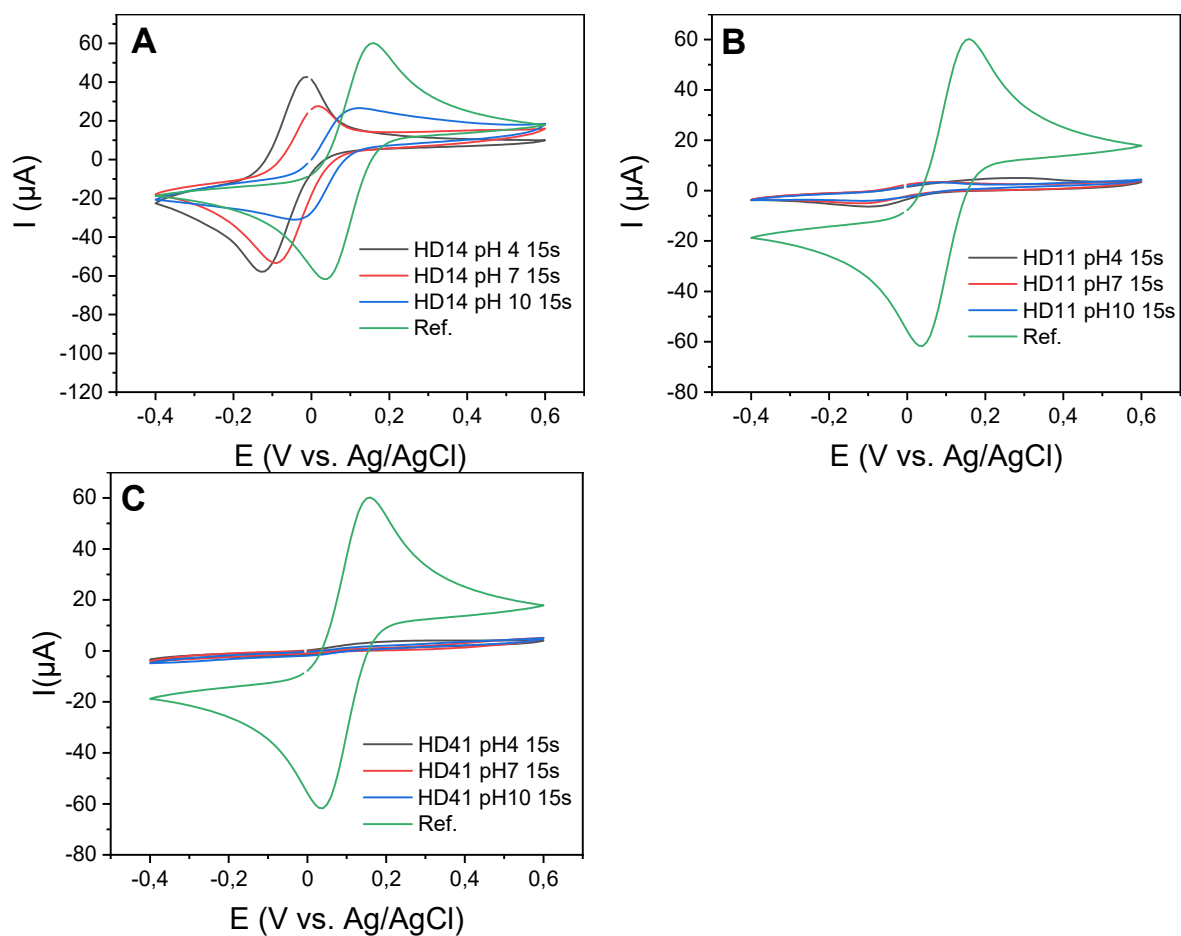 A
60
40
20
0
-20
-40
-60
-80
-100
-120
I (μA)
-0,4
-0,2
0
0,2
0,4
0,6
E (V vs. Ag/AgCl)
HD14 pH 4 15s
HD14 pH 7 15s
HD14 pH 10 15s
Ref.
B
60
40
20
0
-20
-40
-60
-80
I (μA)
-0,4
-0,2
0
0,2
0,4
0,6
E (V vs. Ag/AgCl)
HD11 pH4 15s
HD11 pH7 15s
HD11 pH10 15s
Ref.
C
60
40
20
0
-20
-40
-60
-80
I(μA)
-0,4
-0,2
0
0,2
0,4
0,6
E (V vs. Ag/AgCl)
HD41 pH4 15s
HD41 pH7 15s
HD41 pH10 15s
Ref.